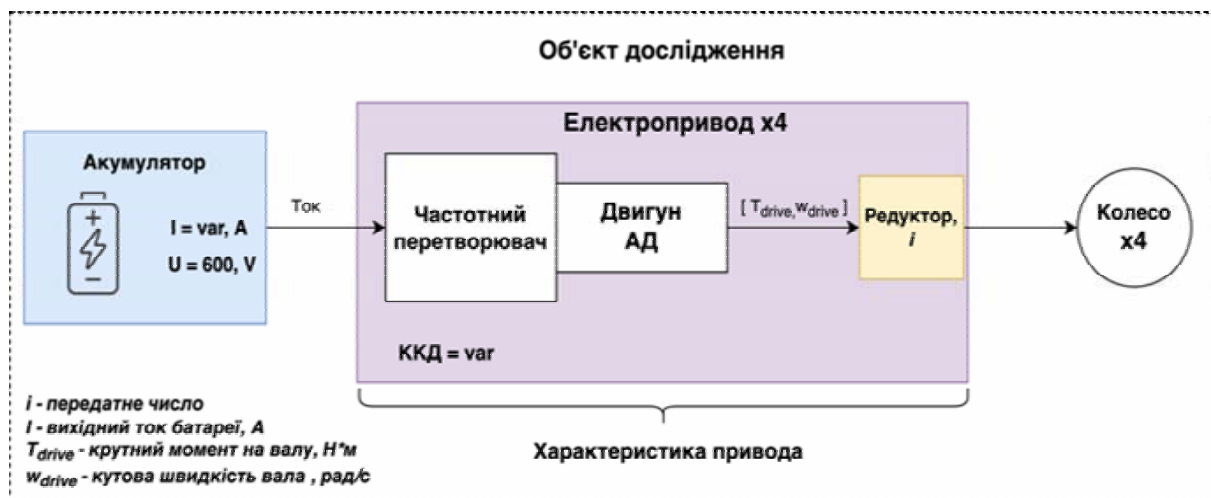 Об'єкт дослідження
Електропривод х4
Акумулятор
I = var, A
U = 600, V
Ток
Частотний
перетворювач
Двигун
АД
[ Tdrive,wdrive ]
Редуктор,
i
Колесо
х4
ККД = var
i - передатне число
I - вихідний ток батареї, А
Tdrive - крутний момент на валу, Н*м
wdrive - кутова швидкість вала , рад/с
Характеристика привода